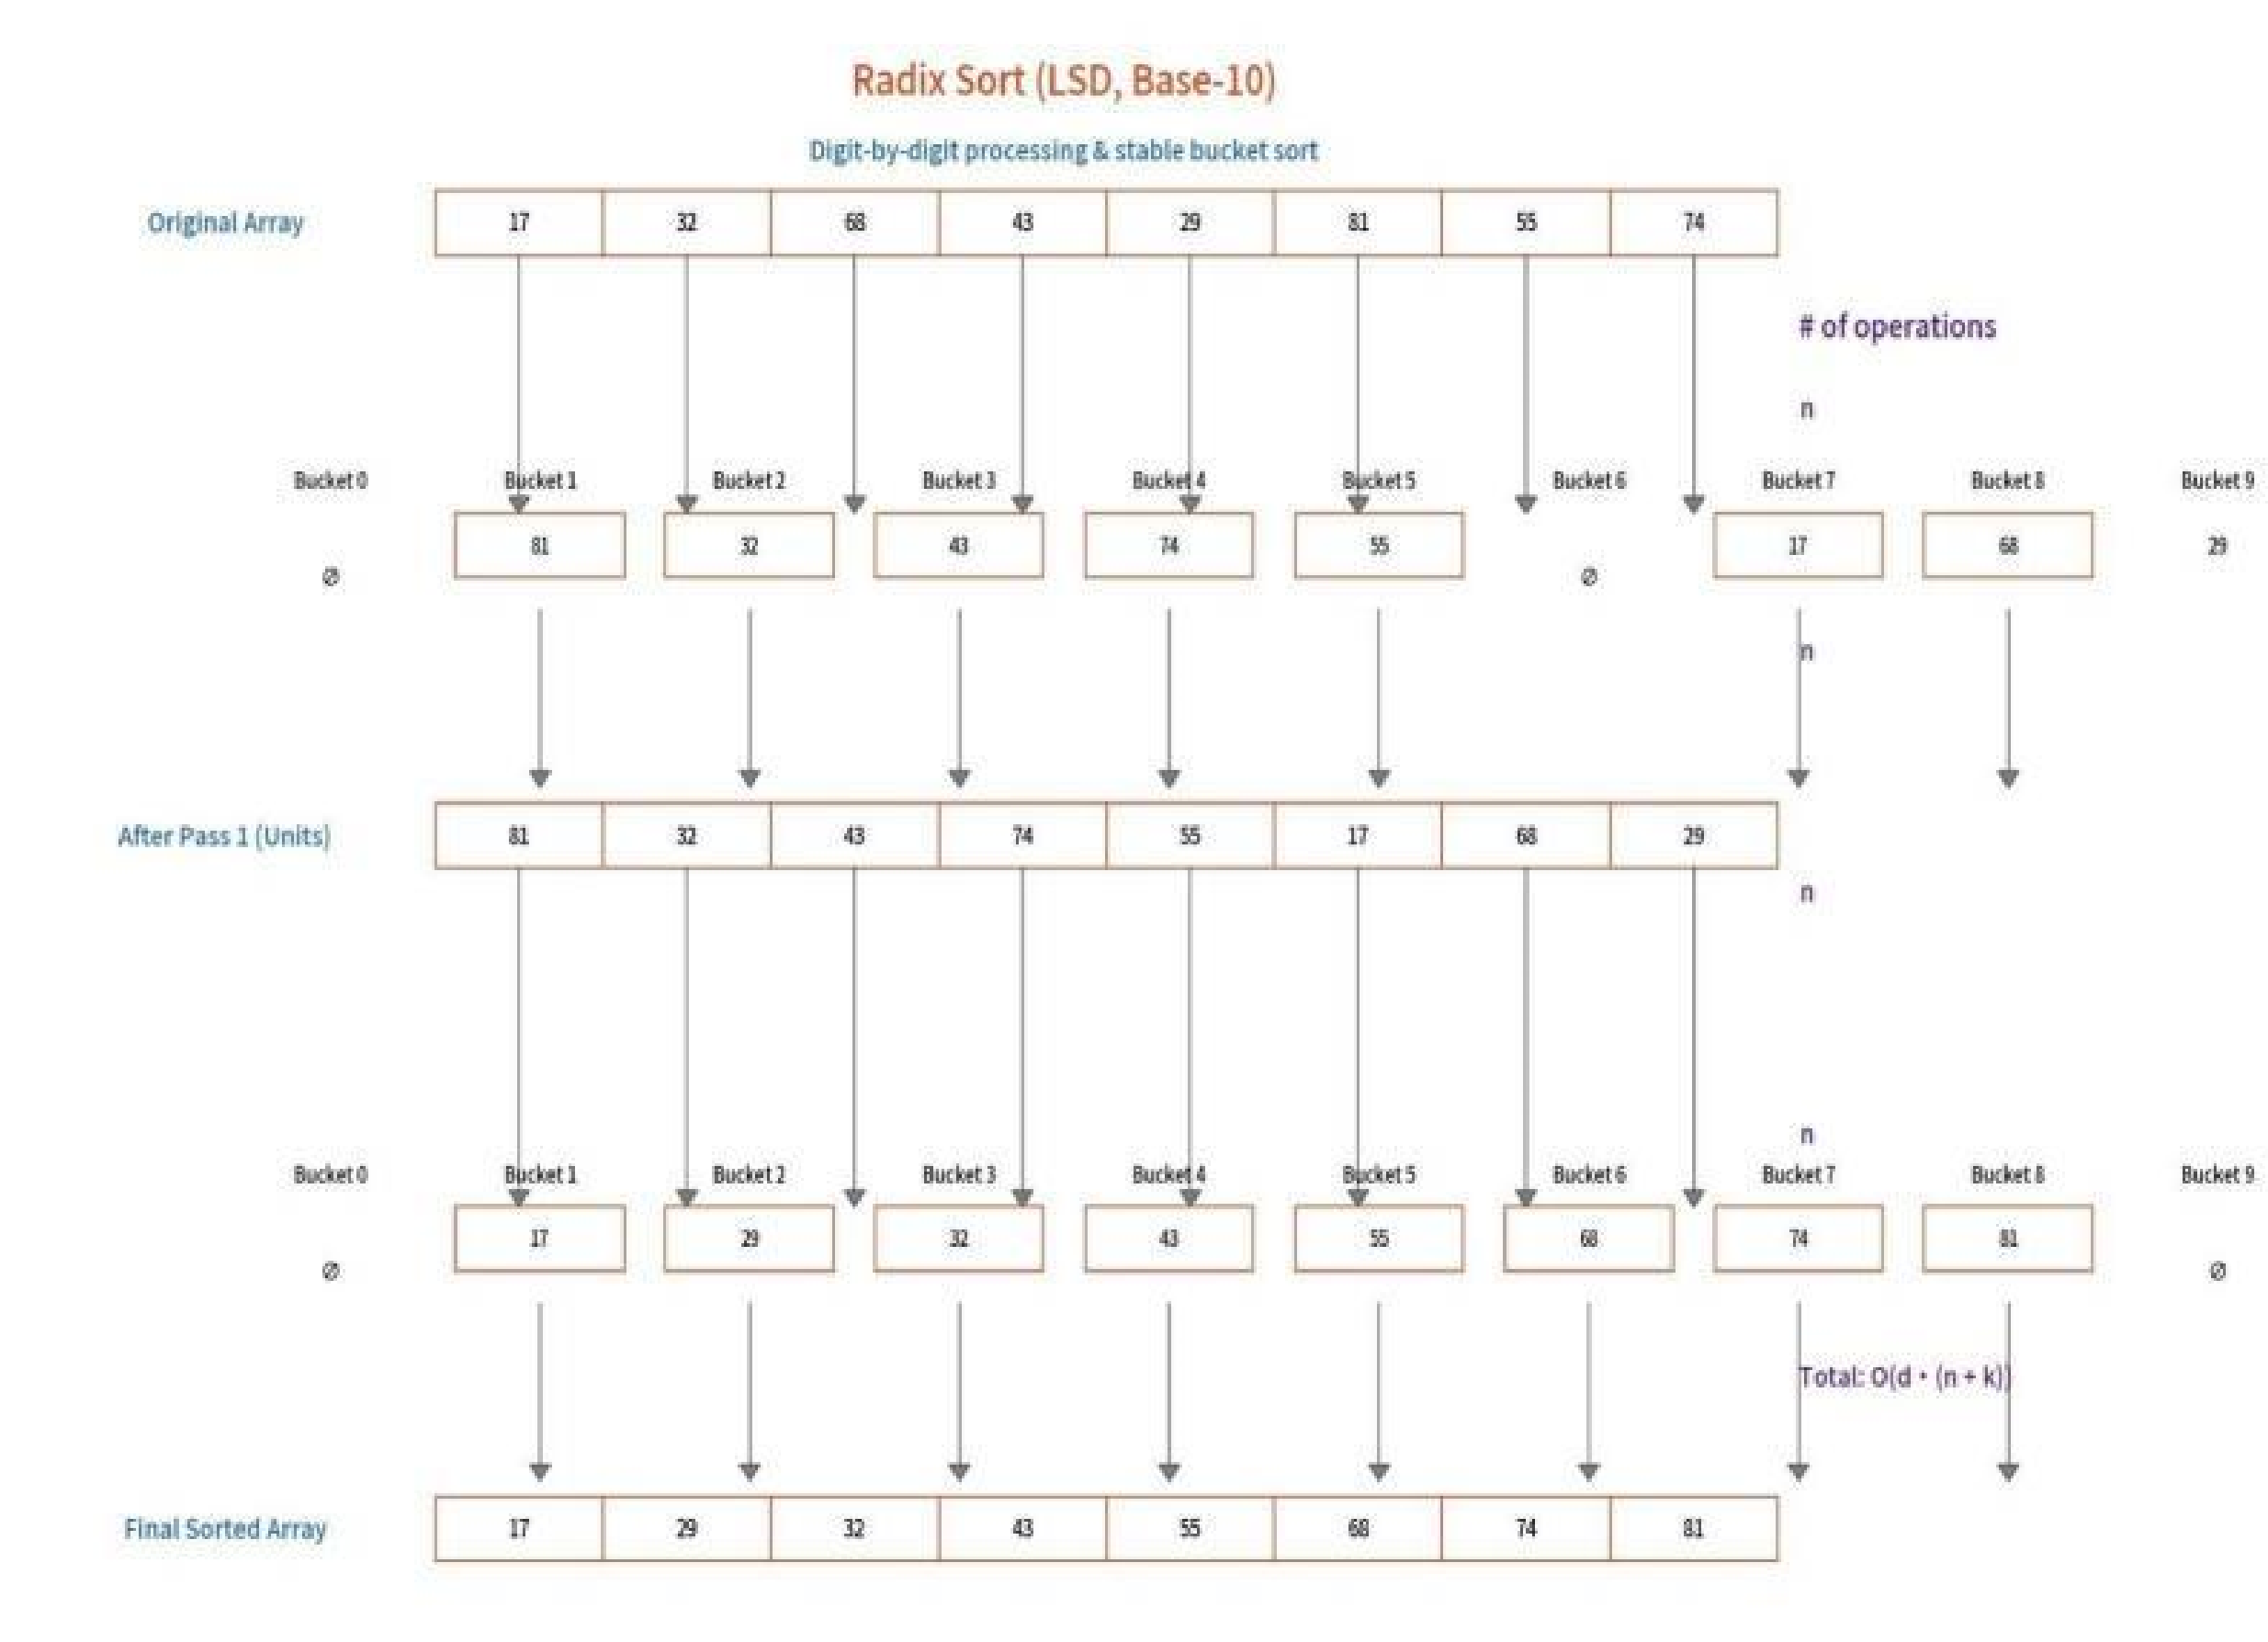 Radix Sort (LSD, Base-10)
Digit-by-digit processing & stable bucket sort
Original Array 17 32 68 43 29 81 55 74
# of operations
n
Bucket 0 Bucket 1 Bucket 2 Bucket 3 Bucket 4 Bucket 5 Bucket 6 Bucket 7 Bucket 8 Bucket 9
81 32 43 74 55 17 68 29
∅ ∅
n
After Pass 1 (Units) 81 32 43 74 55 17 68 29
n
n
Bucket 0 Bucket 1 Bucket 2 Bucket 3 Bucket 4 Bucket 5 Bucket 6 Bucket 7 Bucket 8 Bucket 9
17 29 32 43 55 68 74 81
∅ ∅
Total: O(d · (n + k))
Final Sorted Array 17 29 32 43 55 68 74 81